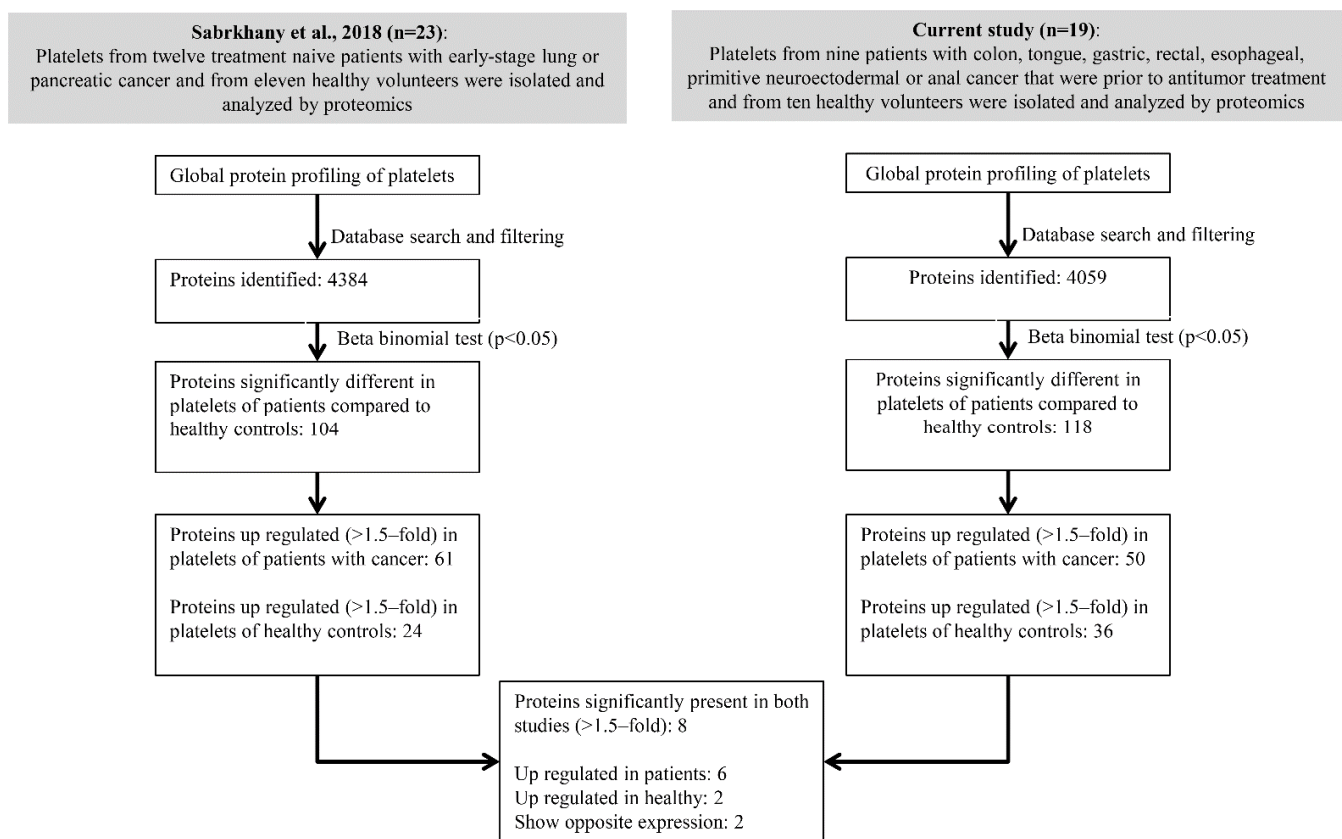 Sabrkhany et al., 2018 (n=23):
Platelets from twelve treatment naive patients with early-stage lung or
pancreatic cancer and from eleven healthy volunteers were isolated and
analyzed by proteomics
Global protein profiling of platelets
Database search and filtering
Proteins identified: 4384
Beta binomial test (p<0.05)
Proteins significantly different in
platelets of patients compared to
healthy controls: 104
Proteins up regulated (>1.5–fold) in
platelets of patients with cancer: 61
Proteins up regulated (>1.5–fold) in
platelets of healthy controls: 24
Current study (n=19):
Platelets from nine patients with colon, tongue, gastric, rectal, esophageal,
primitive neuroectodermal or anal cancer that were prior to antitumor treatment
and from ten healthy volunteers were isolated and analyzed by proteomics
Global protein profiling of platelets
Database search and filtering
Proteins identified: 4059
Beta binomial test (p<0.05)
Proteins significantly different in
platelets of patients compared to
healthy controls: 118
Proteins up regulated (>1.5–fold) in
platelets of patients with cancer: 50
Proteins up regulated (>1.5–fold) in
platelets of healthy controls: 36
Proteins significantly present in both
studies (>1.5–fold): 8
Up regulated in patients: 6
Up regulated in healthy: 2
Show opposite expression: 2